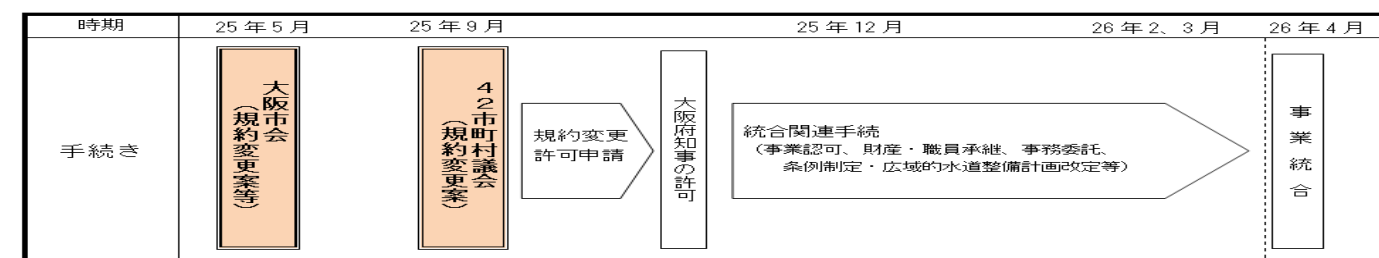 時期
25年5月
25年9月
25年12月
26年2、3月
26年4月
手続き
大阪市会
（規約変更案等）
42市町村議会
（規約変更案）
規約変更
許可申請
大阪府知事の許可
統合関連手続
（事業認可、財産・職員承継、事務委託、
条例制定・広域的水道整備計画改定等）
事業統合